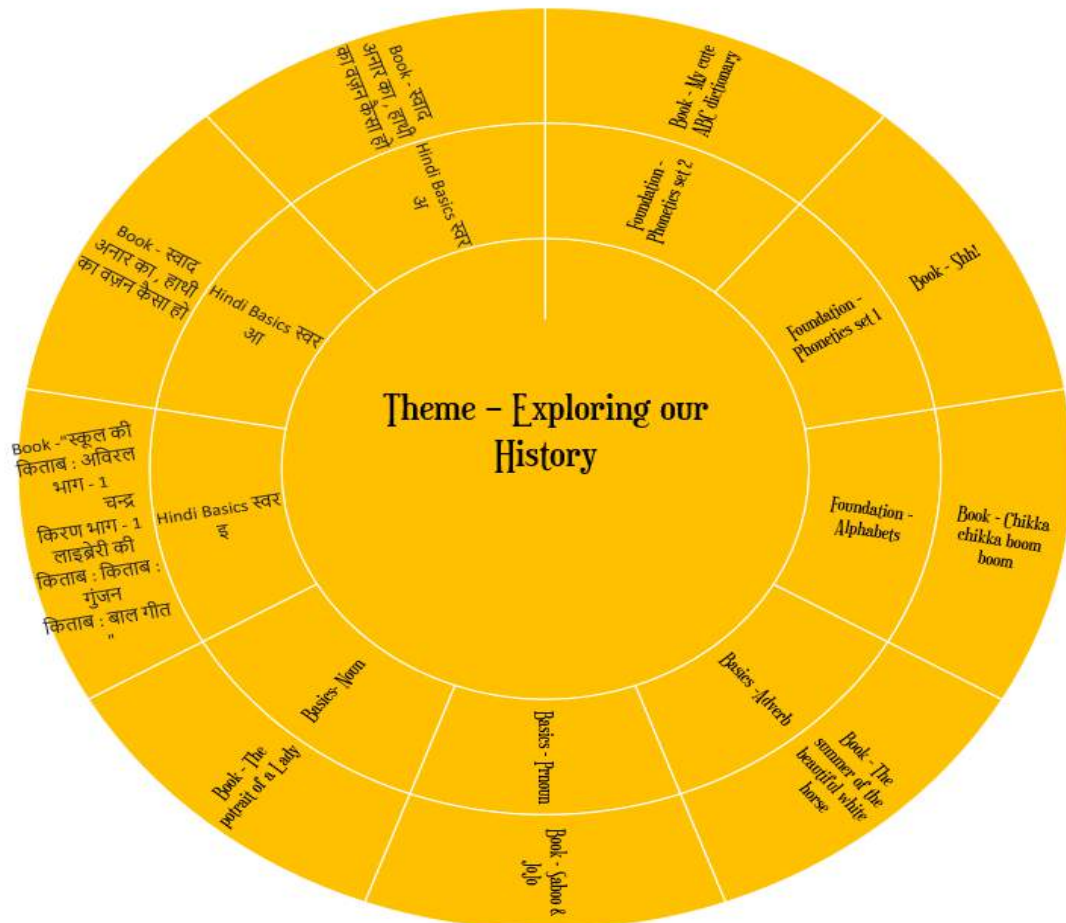 Theme – Exploring our
History
Foundation -
Phonetics set 2
Book - My cute
ABC dictionary
Foundation -
Phonetics set 1
Book - Shh!
Foundation -
Alphabets
Book - Chikka
chikka boom
boom
Basics -Adverb
Book - The
summer of the
beautiful white
horse
Basics - Prnoun
Book - Saboo &
JoJo
Basics- Noun
Book - The
potrait of a Lady
Hindi Basics स्वर
इ
Book -"स्कूल की
किताब : अविरल
भाग - 1
चन्द्र
किरण भाग - 1
लाइब्रेरी की
किताब : किताब :
गुंजन
किताब : बाल गीत
"
Hindi Basics स्वर
आ
Book - स्वाद
अनार का , हाथी
का वज़न कैसा हो
Hindi Basics स्वर
अ
Book - स्वाद
अनार का , हाथी
का वज़न कैसा हो